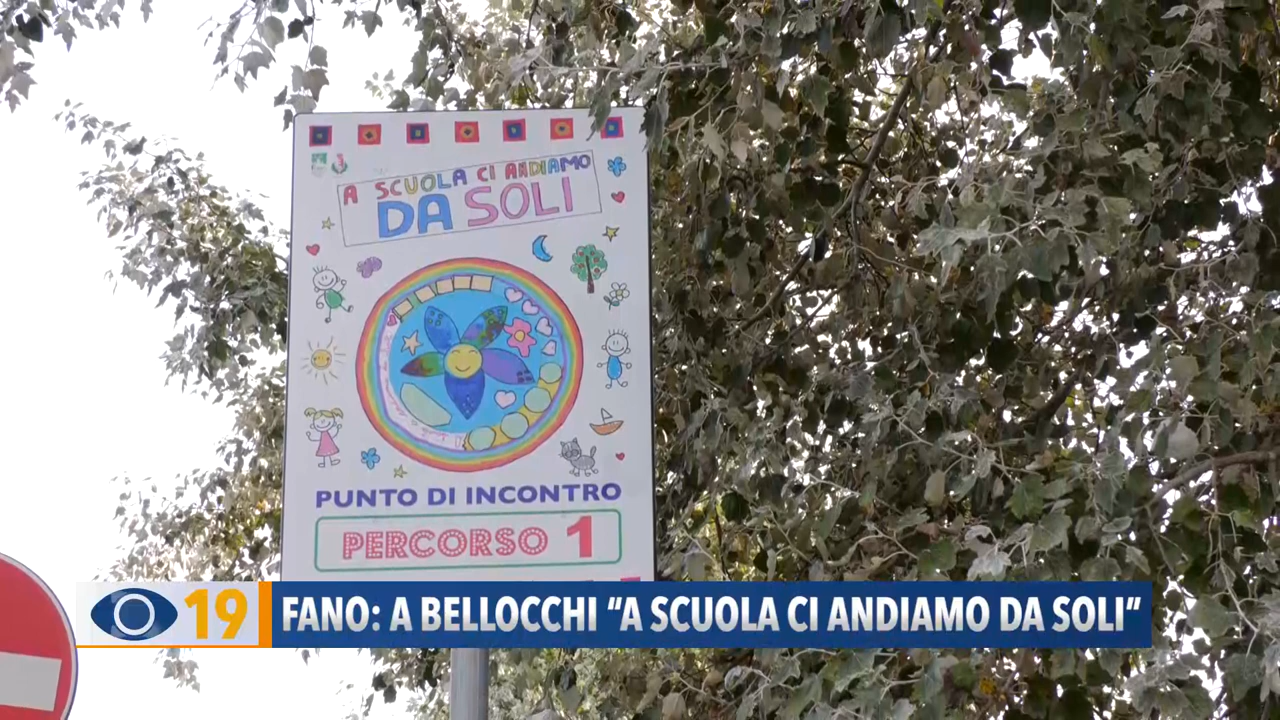 A SCUOLA CI ANDIAMO
DA SOLI
PUNTO DI INCONTRO
PERCORSO 1
19 FANO: A BELLOCCHI “A SCUOLA CI ANDIAMO DA SOLI”